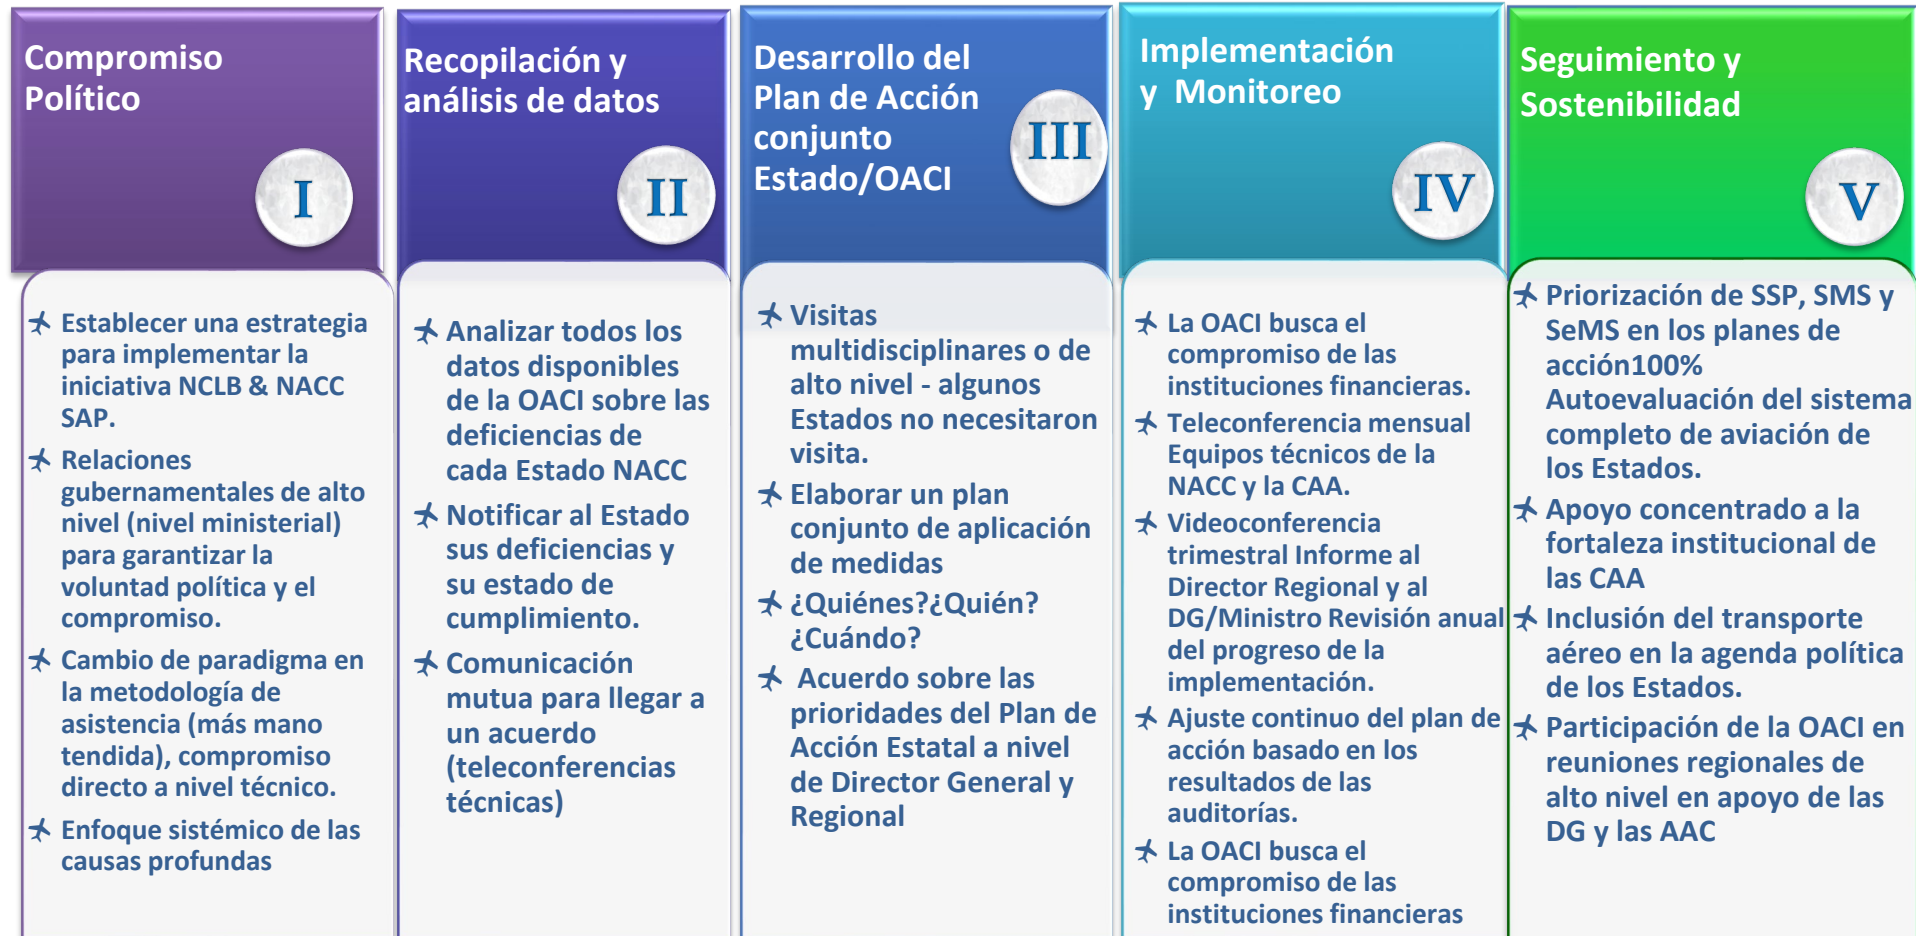 Compromiso
Político
I
Establecer una estrategia
para implementar la
iniciativa NCLB & NACC
SAP.
Relaciones
gubernamentales de alto
nivel (nivel ministerial)
para garantizar la
voluntad política y el
compromiso.
Cambio de paradigma en
la metodología de
asistencia (más mano
tendida), compromiso
directo a nivel técnico.
Enfoque sistémico de las
causas profundas
Recopilación y
análisis de datos
II
Analizar todos los
datos disponibles
de la OACI sobre las
deficiencias de
cada Estado NACC
Notificar al Estado
sus deficiencias y
su estado de
cumplimiento.
Comunicación
mutua para llegar a
un acuerdo
(teleconferencias
técnicas)
Desarrollo del
Plan de Acción
conjunto
Estado/OACI
III
Visitas
multidisciplinares o de
alto nivel - algunos
Estados no necesitaron
visita.
Elaborar un plan
conjunto de aplicación
de medidas
¿Quiénes?¿Quién?
¿Cuándo?
Acuerdo sobre las
prioridades del Plan de
Acción Estatal a nivel
de Director General y
Regional
Implementación
y Monitoreo
IV
La OACI busca el
compromiso de las
instituciones financieras.
Teleconferencia mensual
Equipos técnicos de la
NACC y la CAA.
Videoconferencia
trimestral Informe al
Director Regional y al
DG/Ministro Revisión anual
del progreso de la
implementación.
Ajuste continuo del plan de
acción basado en los
resultados de las
auditorías.
La OACI busca el
compromiso de las
instituciones financieras
Seguimiento y
Sostenibilidad
V
Priorización de SSP, SMS y
SeMS en los planes de
acción100%
Autoevaluación del sistema
completo de aviación de
los Estados.
Apoyo concentrado a la
fortaleza institucional de
las CAA
Inclusión del transporte
aéreo en la agenda política
de los Estados.
Participación de la OACI en
reuniones regionales de
alto nivel en apoyo de las
DG y las AAC